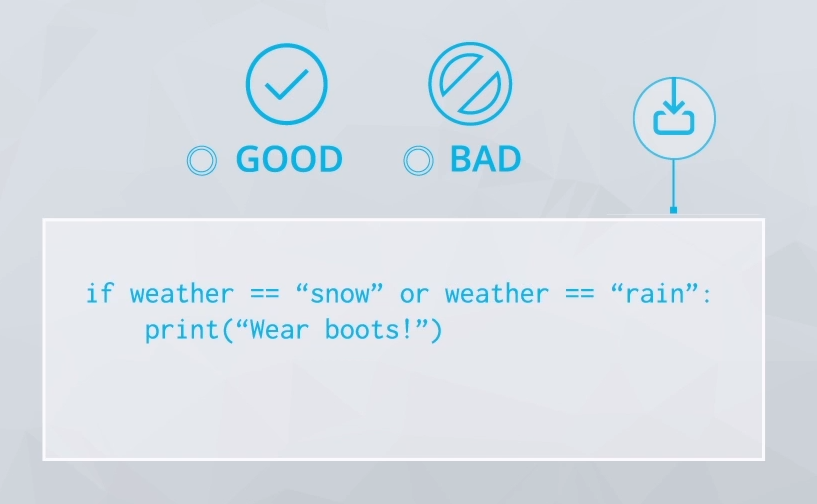 GOOD BAD
if weather == “snow” or weather == “rain”:
    print(“Wear boots!”)